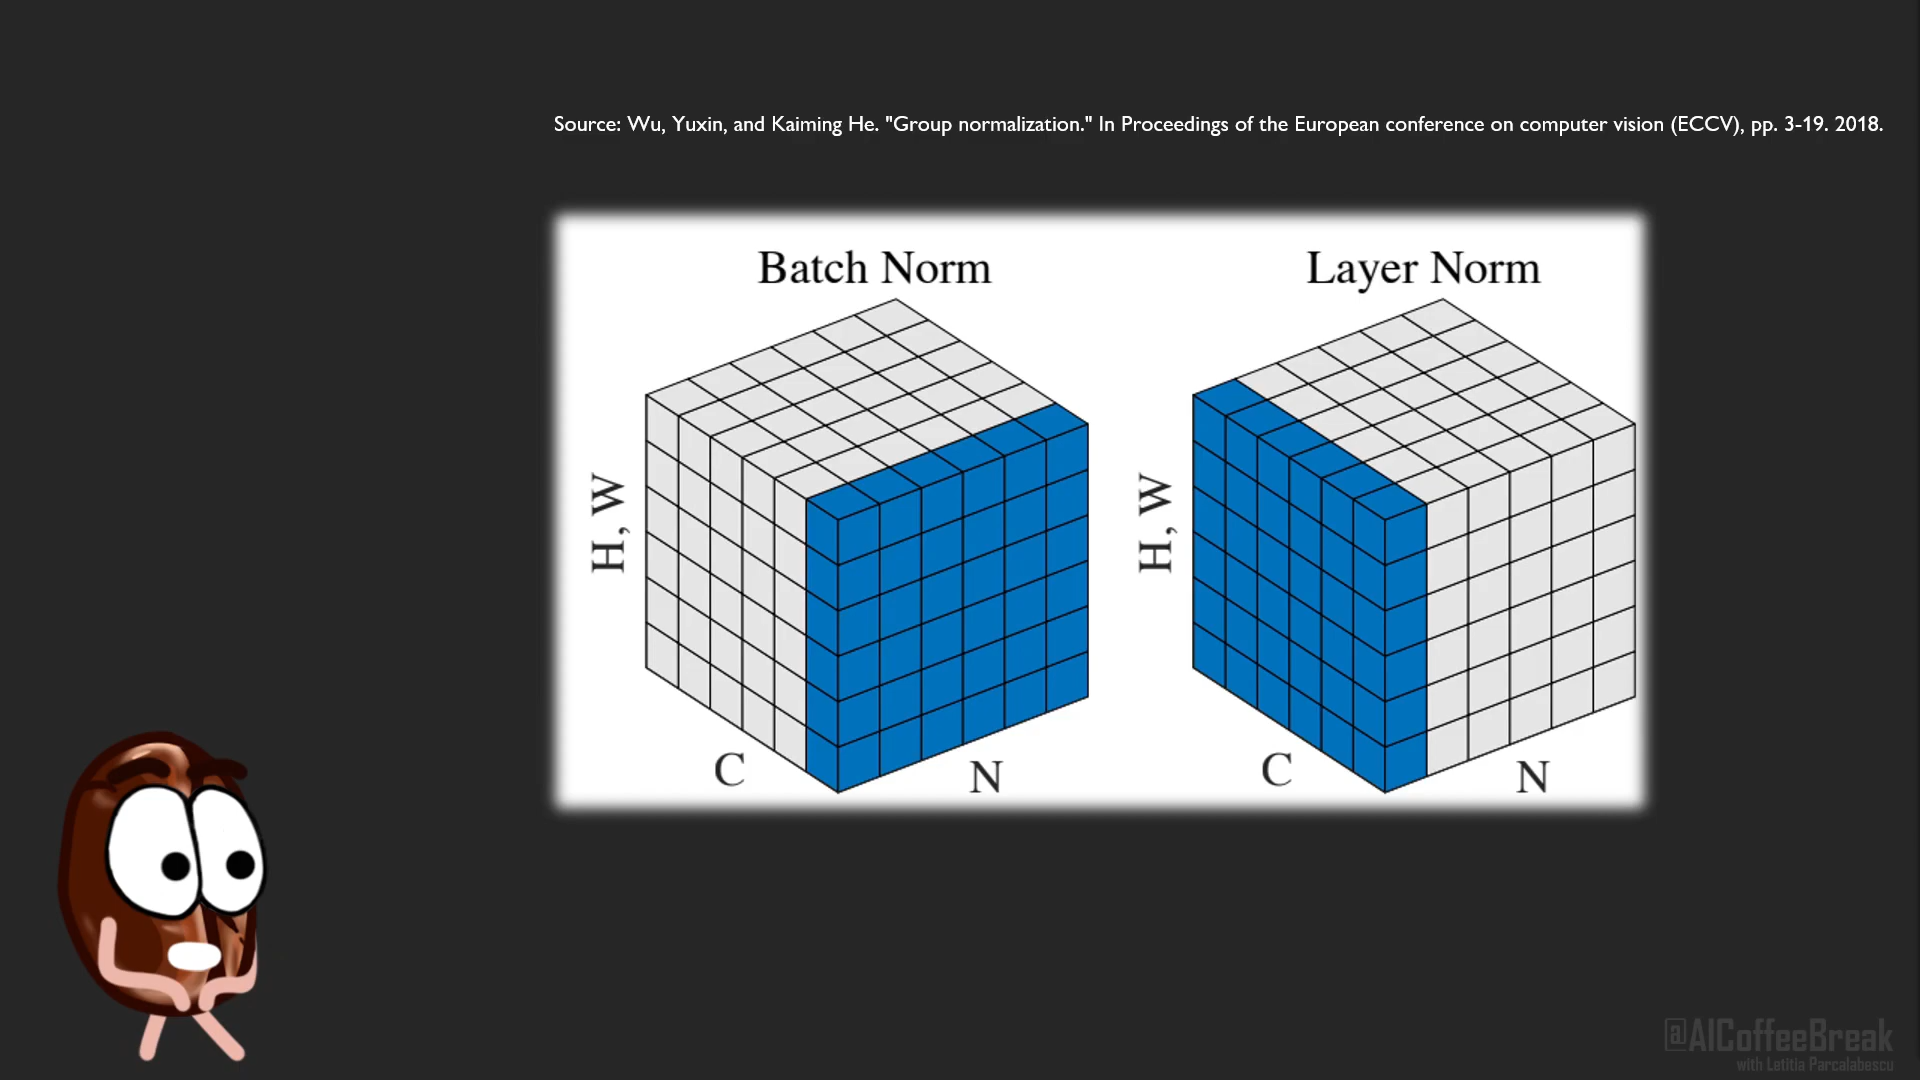 Source: Wu, Yuxin, and Kaiming He. "Group normalization." In Proceedings of the European conference on computer vision (ECCV), pp. 3-19. 2018.
Batch Norm
Layer Norm
H, W
H, W
C
N
C
N
@AICoffeeBreak
with Letitia Parcalabescu